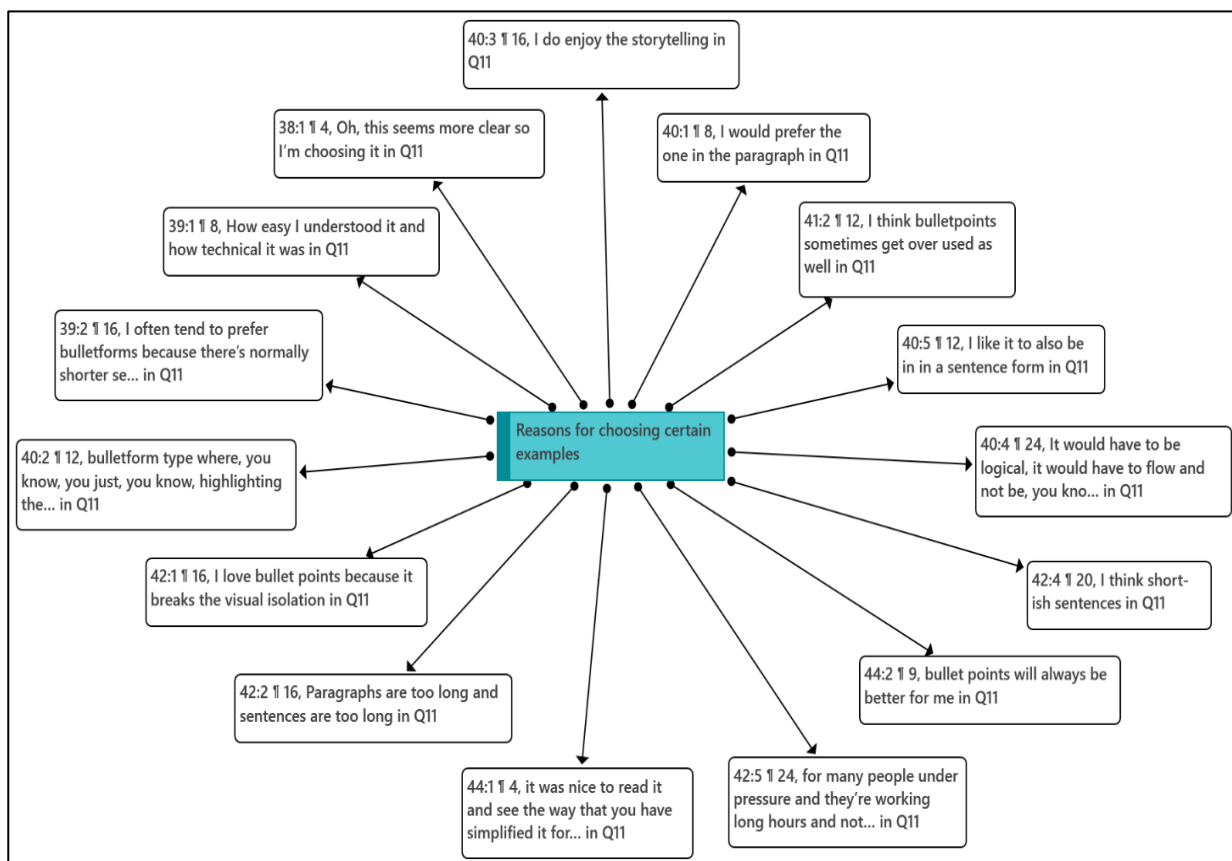 40:3 ¶ 16, I do enjoy the storytelling in
Q11
38:1 ¶ 4, Oh, this seems more clear so
I'm choosing it in Q11
40:1 ¶ 8, I would prefer the
one in the paragraph in Q11
39:1 ¶ 8, How easy I understood it and
how technical it was in Q11
41:2 ¶ 12, I think bulletpoints
sometimes get over used as
well in Q11
39:2 ¶ 16, I often tend to prefer
bulletforms because there's normally
shorter se... in Q11
40:5 ¶ 12, I like it to also be
in in a sentence form in Q11
Reasons for choosing certain
examples
40:2 ¶ 12, bulletform type where, you
know, you just, you know, highlighting
the... in Q11
40:4 ¶ 24, It would have to be
logical, it would have to flow and
not be, you kno... in Q11
42:1 ¶ 16, I love bullet points because it
breaks the visual isolation in Q11
42:4 ¶ 20, I think short-
ish sentences in Q11
42:2 ¶ 16, Paragraphs are too long and
sentences are too long in Q11
44:2 ¶ 9, bullet points will always be
better for me in Q11
44:1 ¶ 4, it was nice to read it
and see the way that you have
simplified it for... in Q11
42:5 ¶ 24, for many people under
pressure and they're working
long hours and not... in Q11